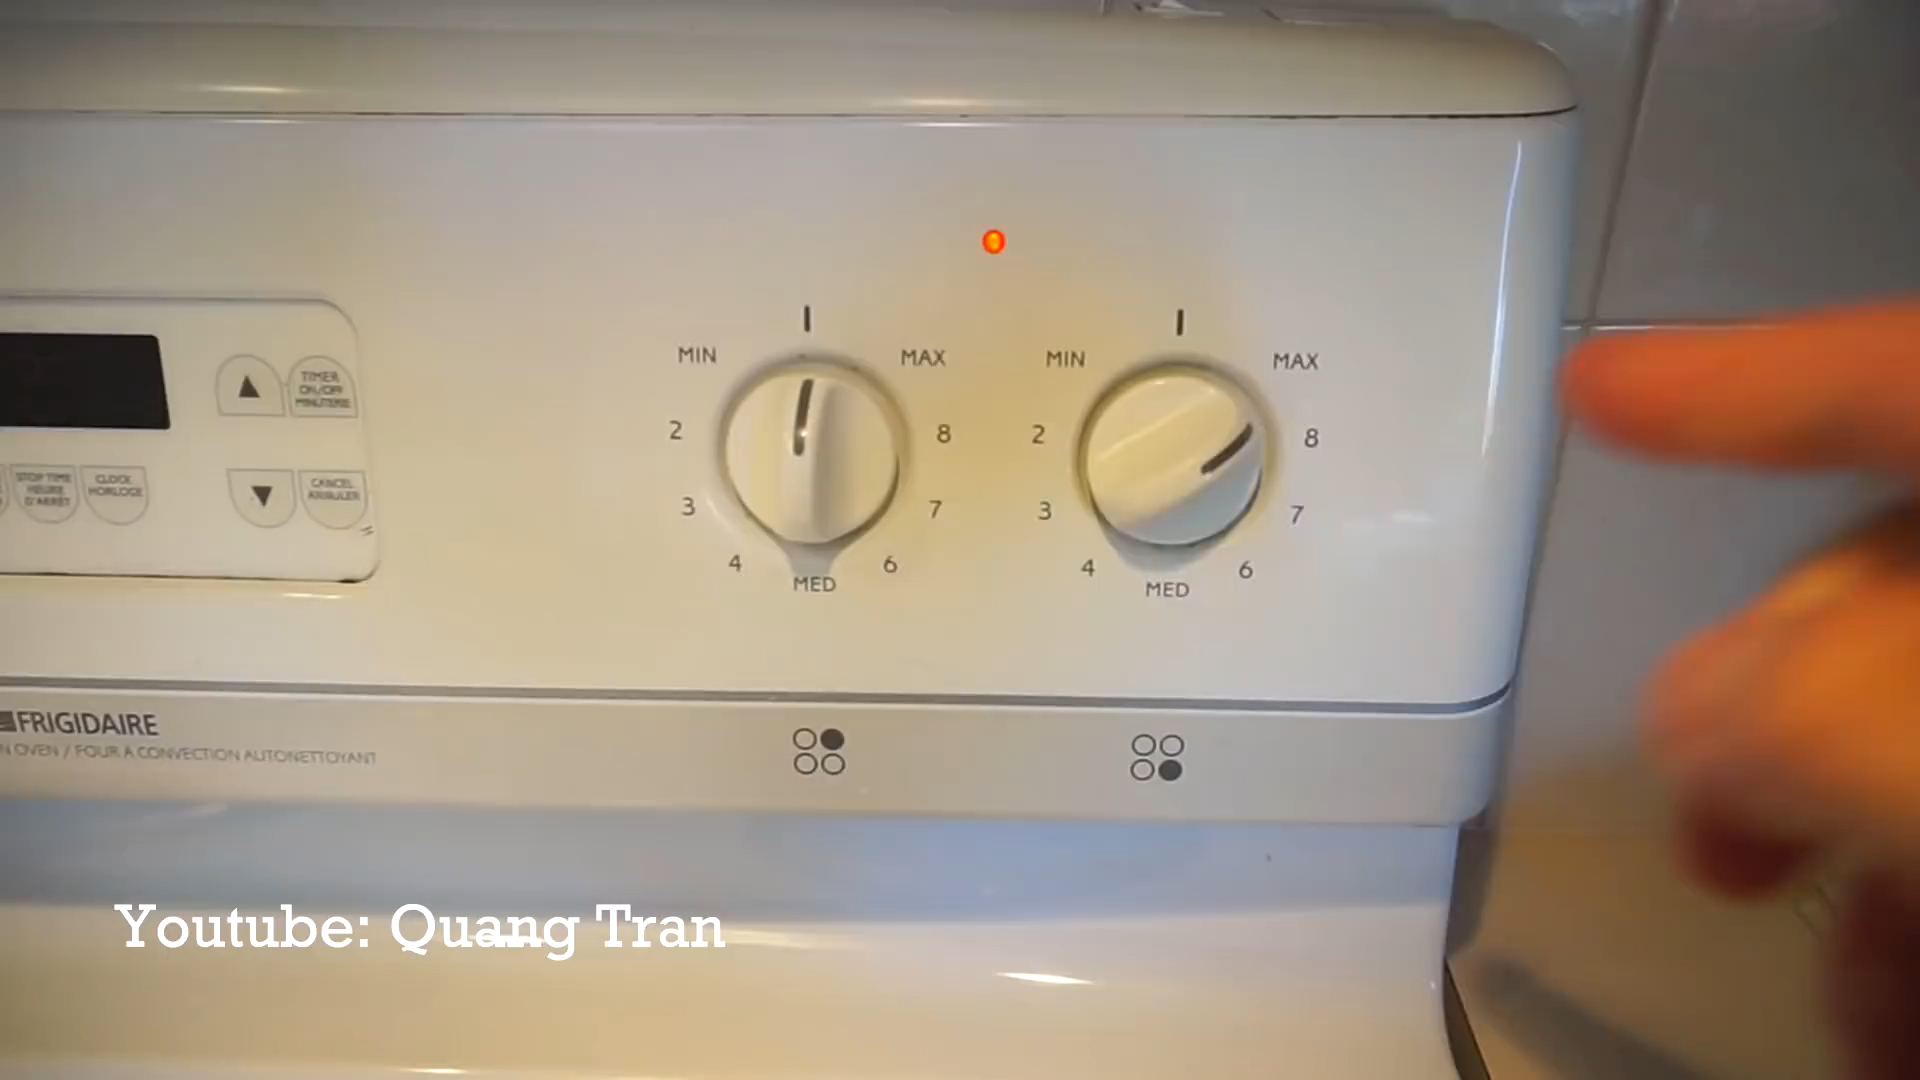 TIMER
ON/OFF
MINUTERIE
STOP TIME
HEURE
D'ARRÊT
CLOCK
HORLOGE
CANCEL
ANNULER
MIN
MAX
2
8
3
7
4
6
MED
MIN
MAX
2
8
3
7
4
6
MED
FRIGIDAIRE
OVEN / FOUR A CONVECTION AUTONETTOYANT
Youtube: Quang Tran